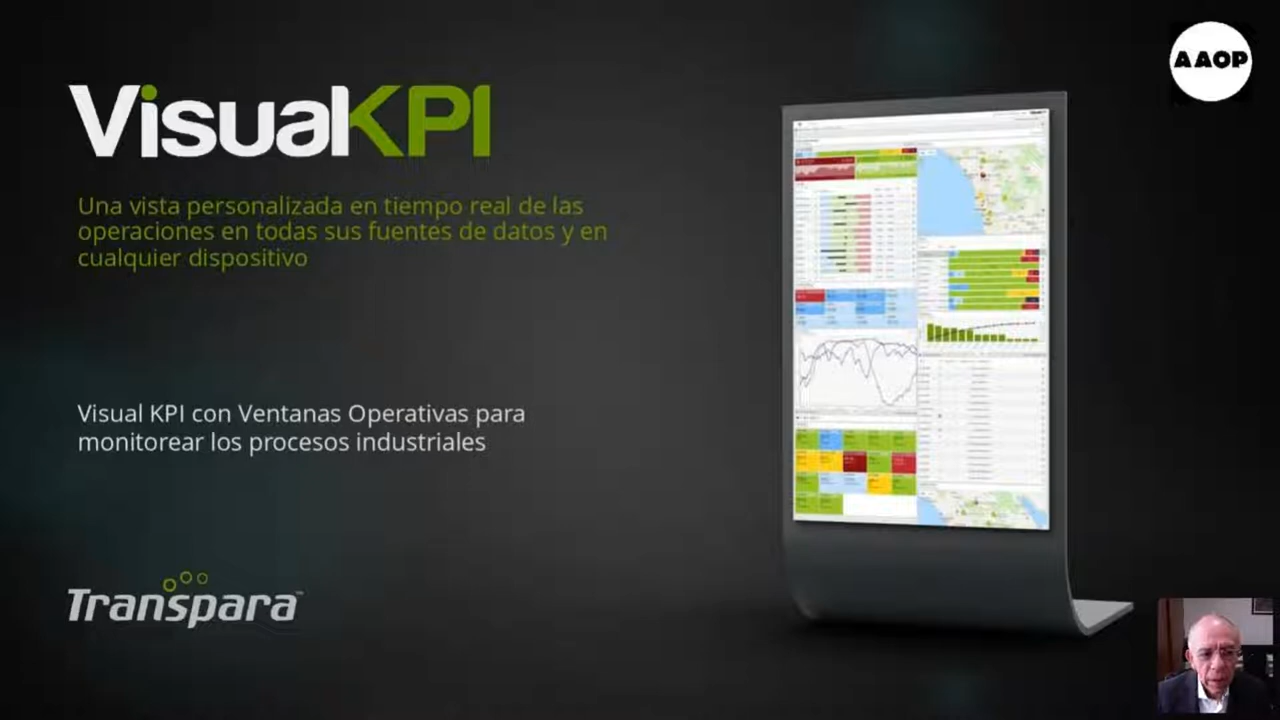 AAOP
VisualKPI
Una vista personalizada en tiempo real de las
operaciones en todas sus fuentes de datos y en
cualquier dispositivo
Visual KPI con Ventanas Operativas para
monitorear los procesos industriales
Transpara™